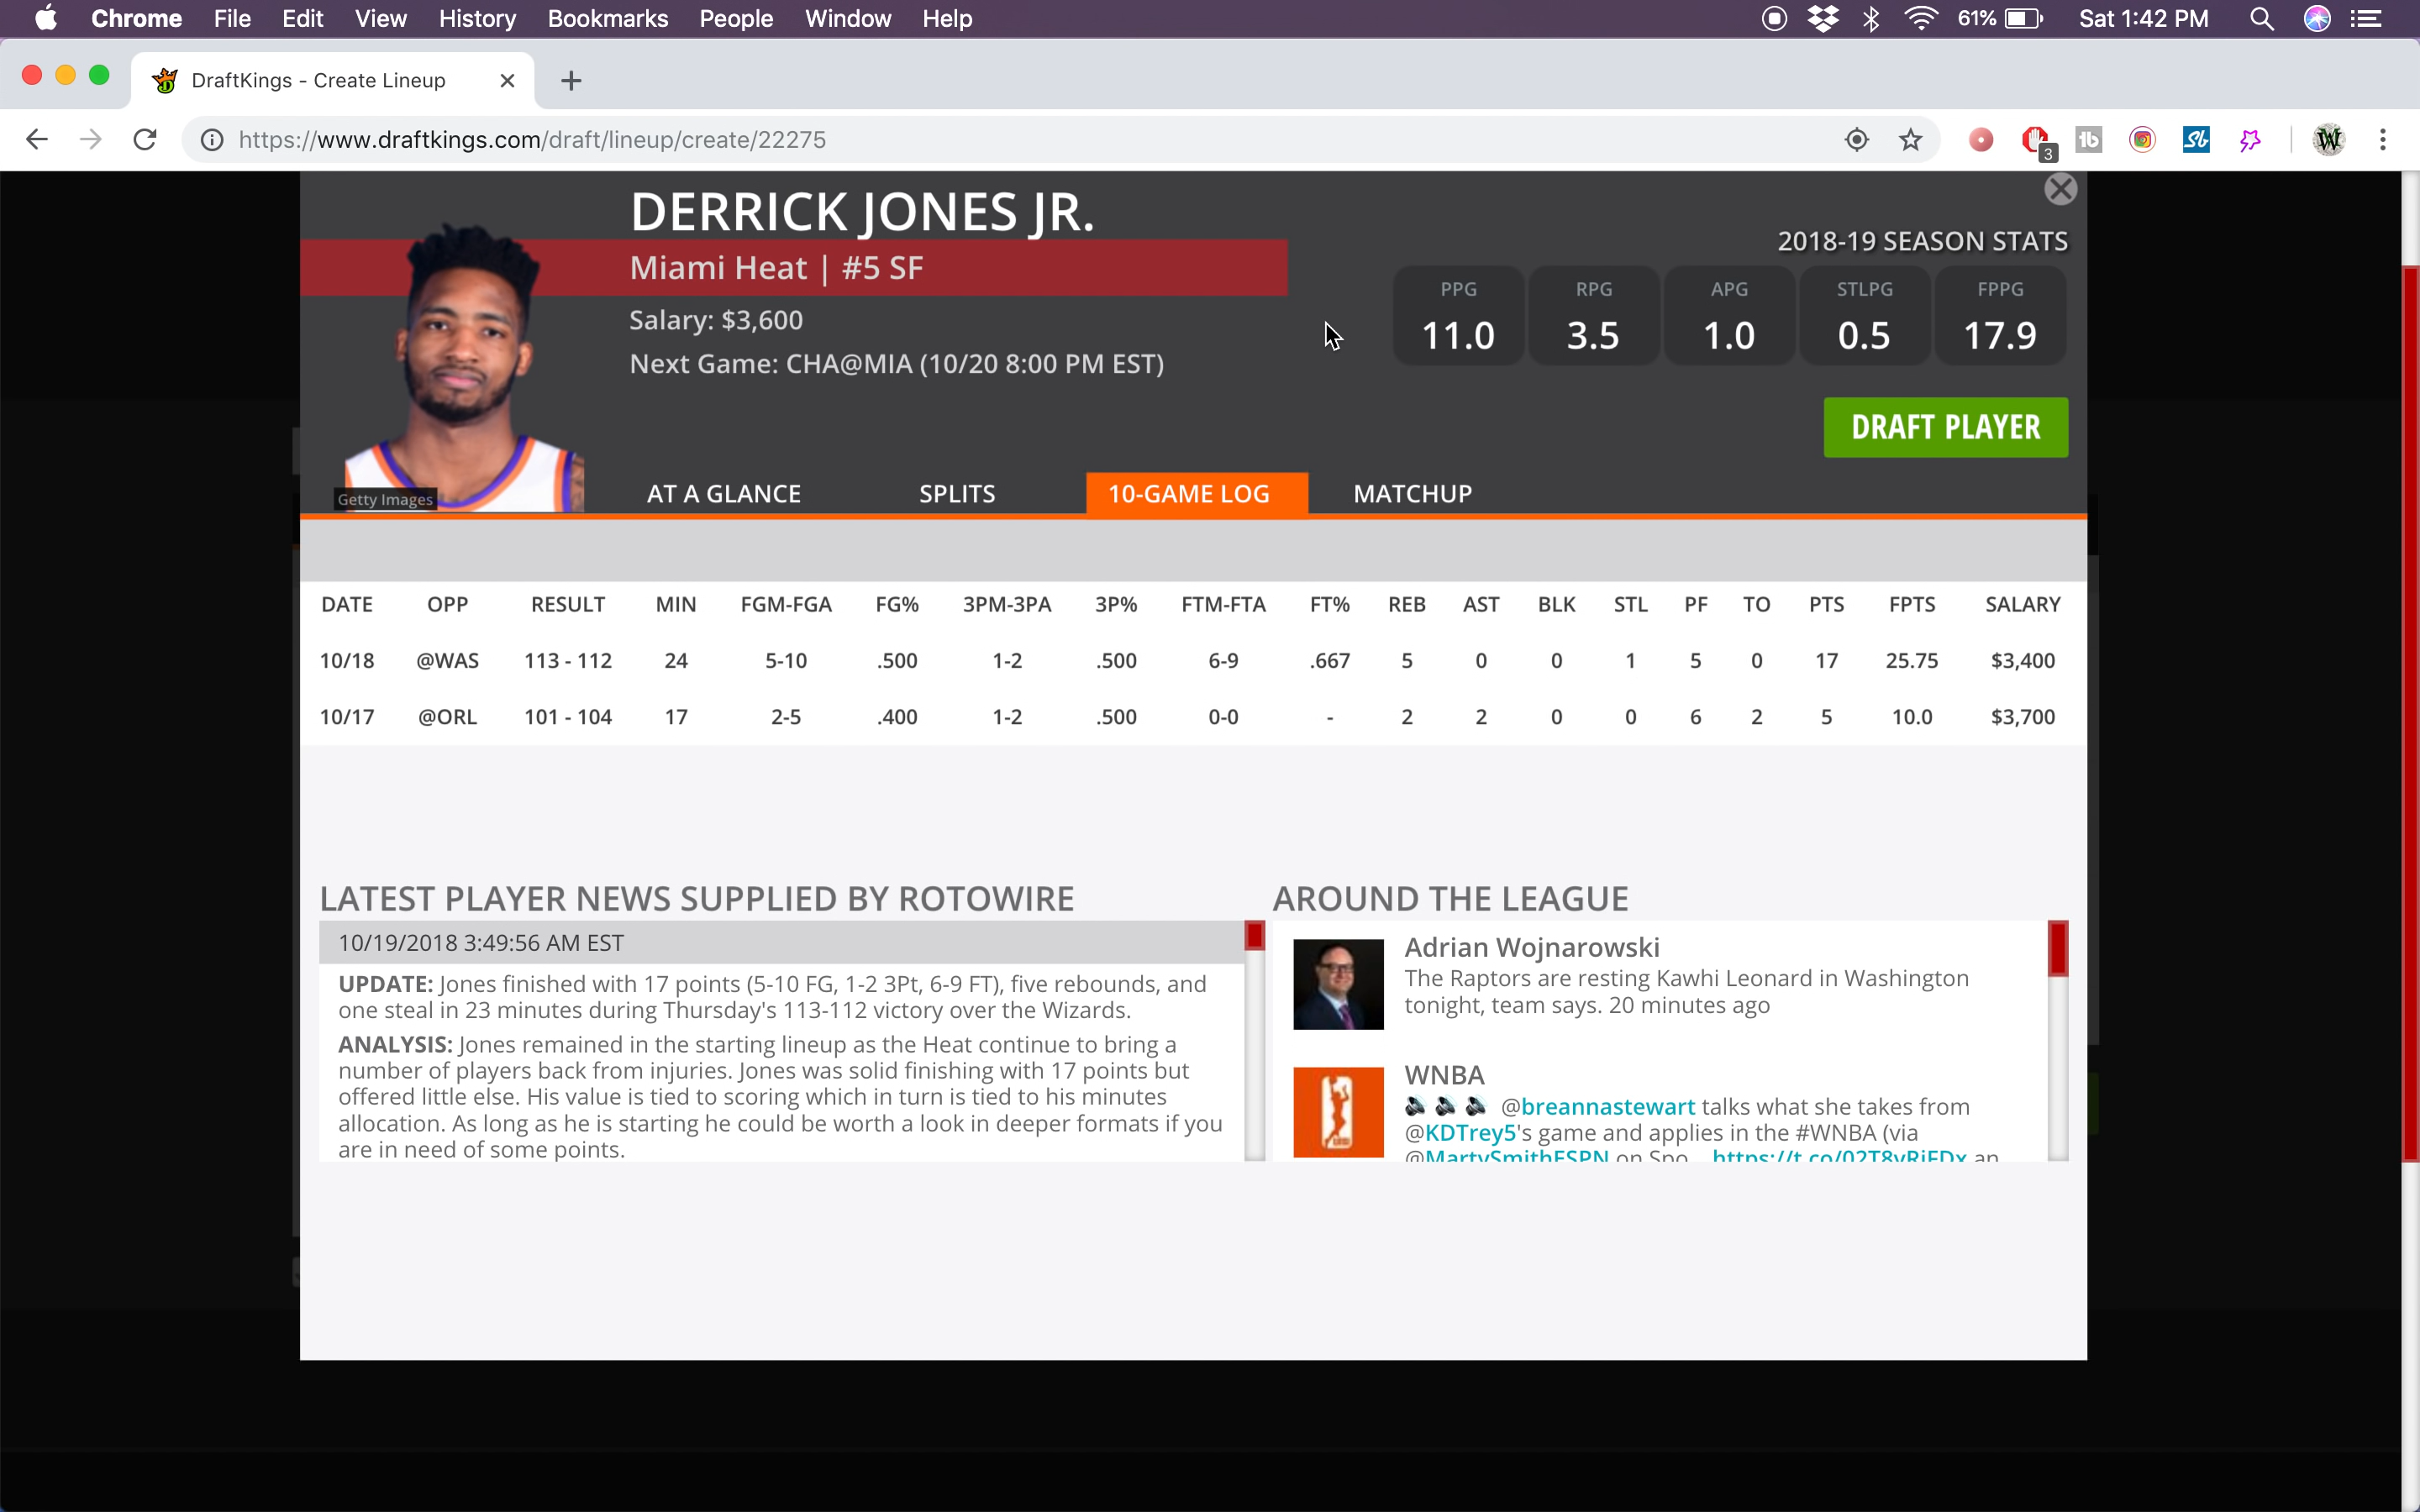 Chrome File Edit View History Bookmarks People Window Help 61% Sat 1:42 PM
DraftKings - Create Lineup
https://www.draftkings.com/draft/lineup/create/22275
3
DERRICK JONES JR.
Miami Heat | #5 SF
Salary: $3,600
Next Game: CHA@MIA (10/20 8:00 PM EST)
2018-19 SEASON STATS
PPG RPG APG STLPG FPPG
11.0 3.5 1.0 0.5 17.9
DRAFT PLAYER
Getty Images
AT A GLANCE SPLITS 10-GAME LOG MATCHUP
DATE OPP RESULT MIN FGM-FGA FG% 3PM-3PA 3P% FTM-FTA FT% REB AST BLK STL PF TO PTS FPTS SALARY
10/18 @WAS 113 - 112 24 5-10 .500 1-2 .500 6-9 .667 5 0 0 1 5 0 17 25.75 $3,400
10/17 @ORL 101 - 104 17 2-5 .400 1-2 .500 0-0 - 2 2 0 0 6 2 5 10.0 $3,700
LATEST PLAYER NEWS SUPPLIED BY ROTOWIRE
10/19/2018 3:49:56 AM EST
UPDATE: Jones finished with 17 points (5-10 FG, 1-2 3Pt, 6-9 FT), five rebounds, and
one steal in 23 minutes during Thursday's 113-112 victory over the Wizards.
ANALYSIS: Jones remained in the starting lineup as the Heat continue to bring a
number of players back from injuries. Jones was solid finishing with 17 points but
offered little else. His value is tied to scoring which in turn is tied to his minutes
allocation. As long as he is starting he could be worth a look in deeper formats if you
are in need of some points.
AROUND THE LEAGUE
Adrian Wojnarowski
The Raptors are resting Kawhi Leonard in Washington
tonight, team says. 20 minutes ago
WNBA
@breannastewart talks what she takes from
@KDTrey5's game and applies in the #WNBA (via
@MartySmithESPN on Spo...